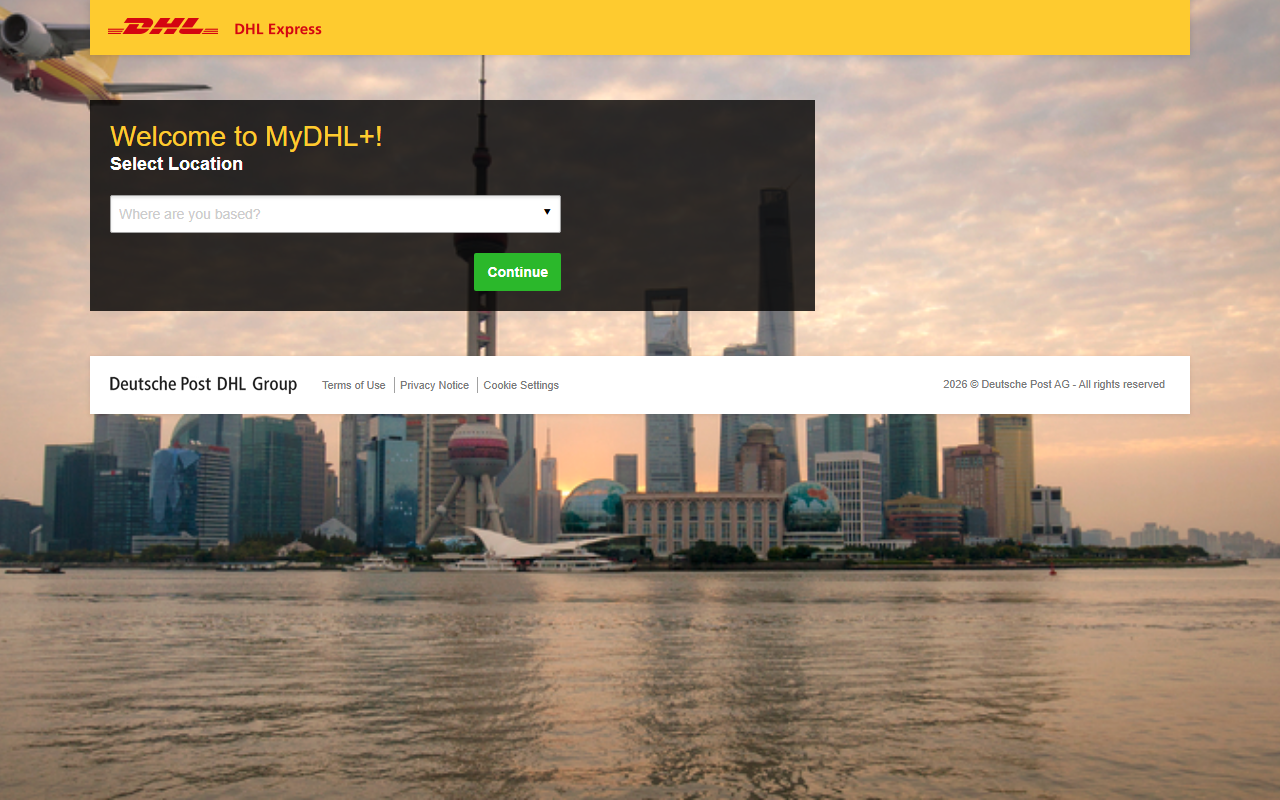 DHL DHL Express
Welcome to MyDHL+!
Select Location
Where are you based?
Continue
Deutsche Post DHL Group Terms of Use Privacy Notice Cookie Settings 2026 © Deutsche Post AG - All rights reserved